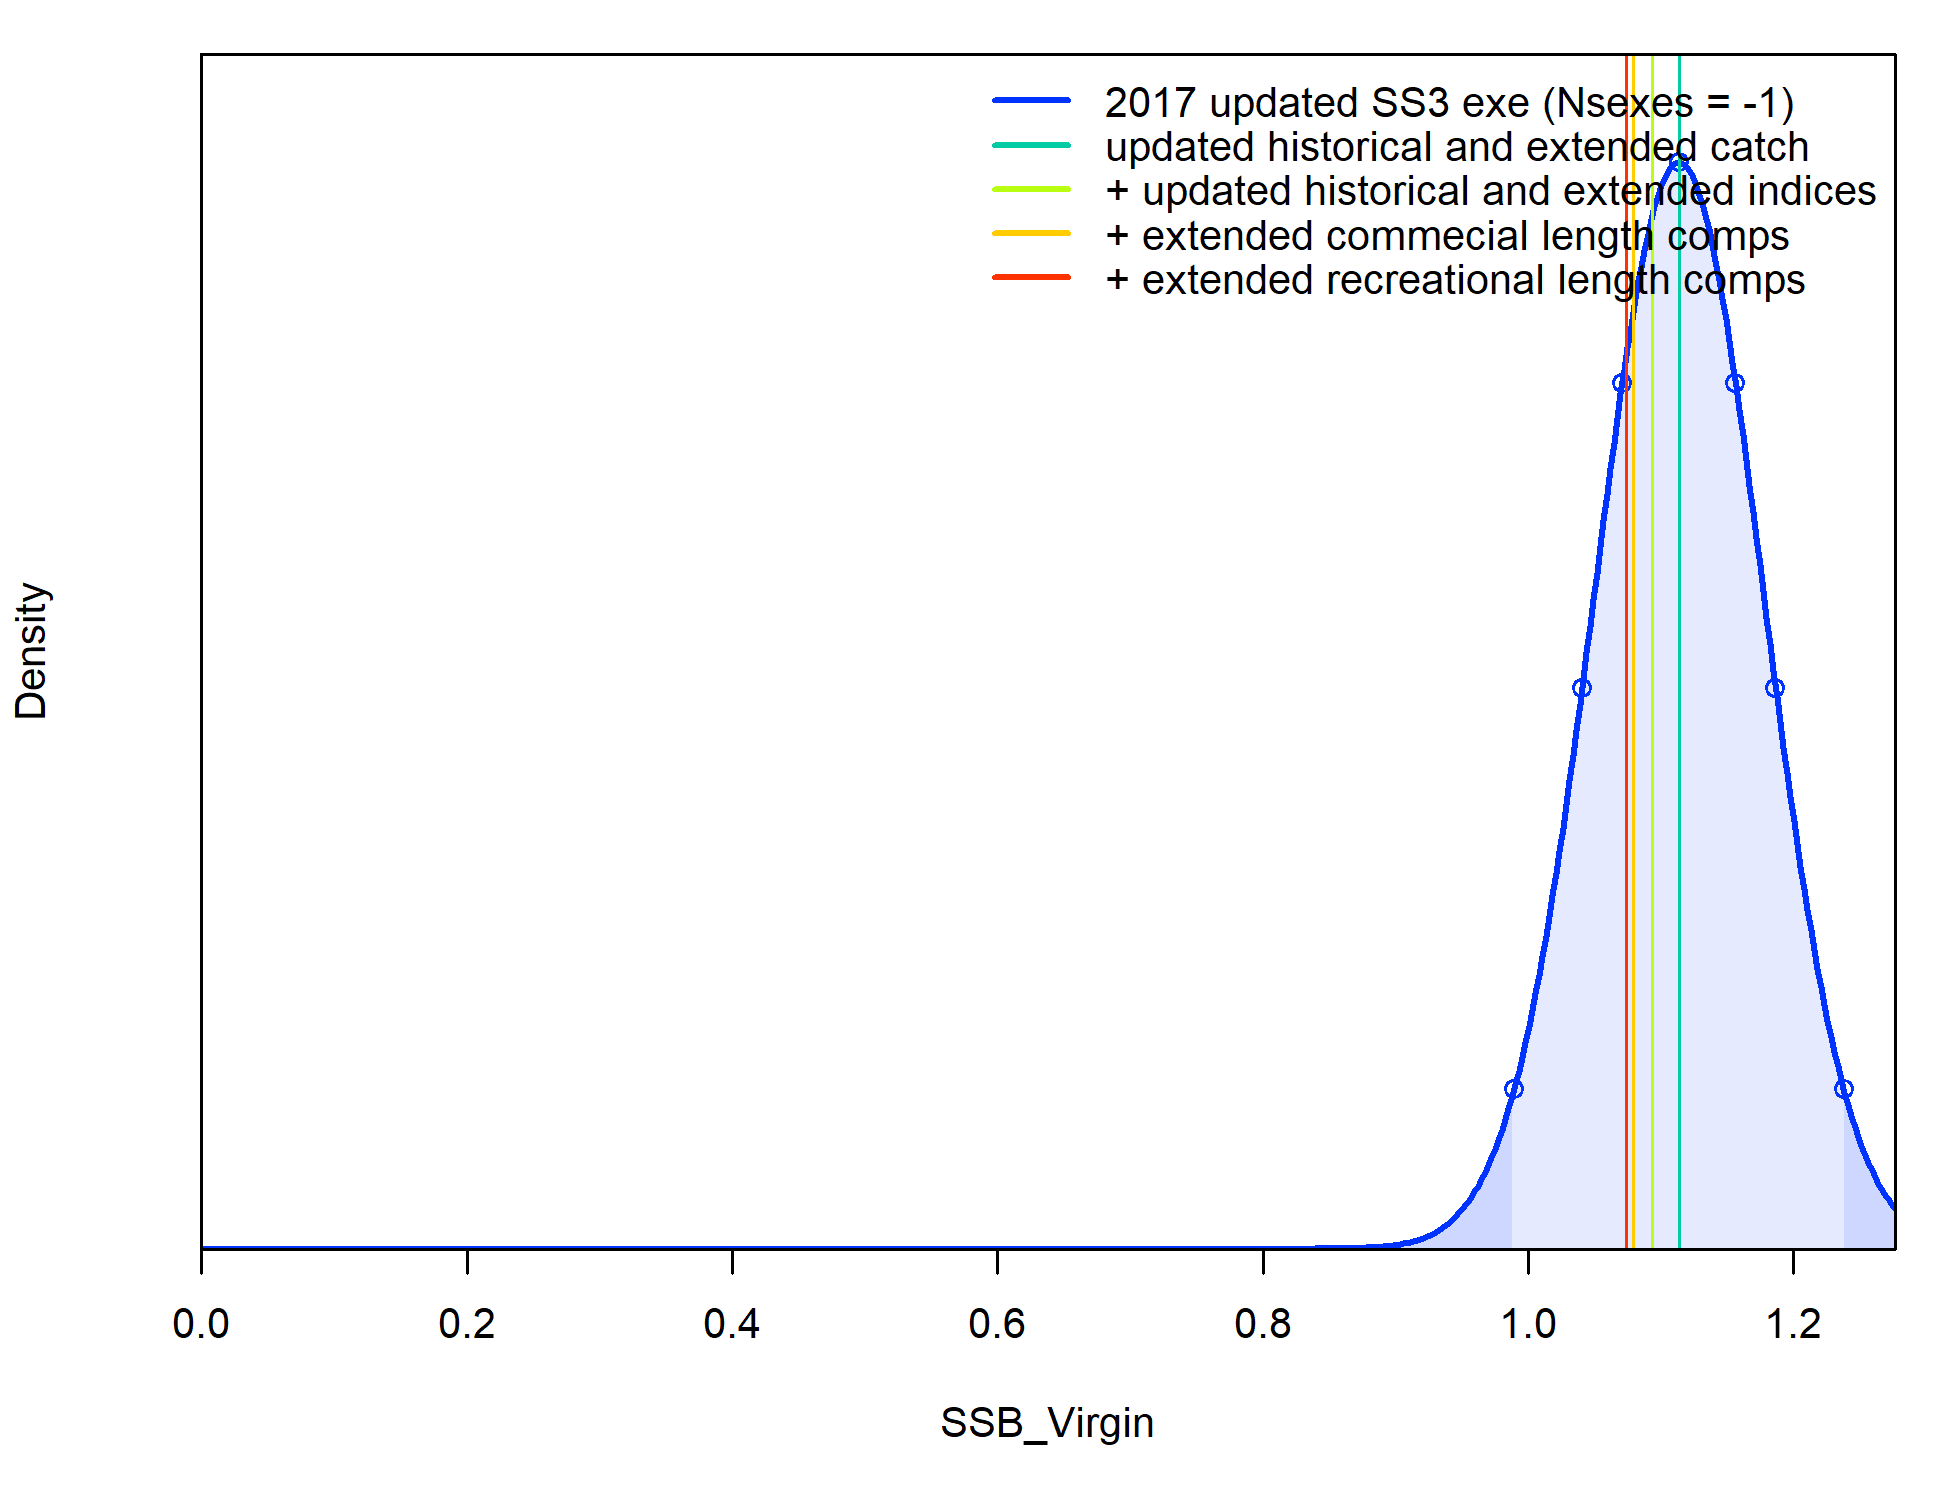 2017 updated SS3 exe (Nsexes = -1)
updated historical and extended catch
+ updated historical and extended indices
+ extended commecial length comps
+ extended recreational length comps
Density
0.0 0.2 0.4 0.6 0.8 1.0 1.2
SSB_Virgin